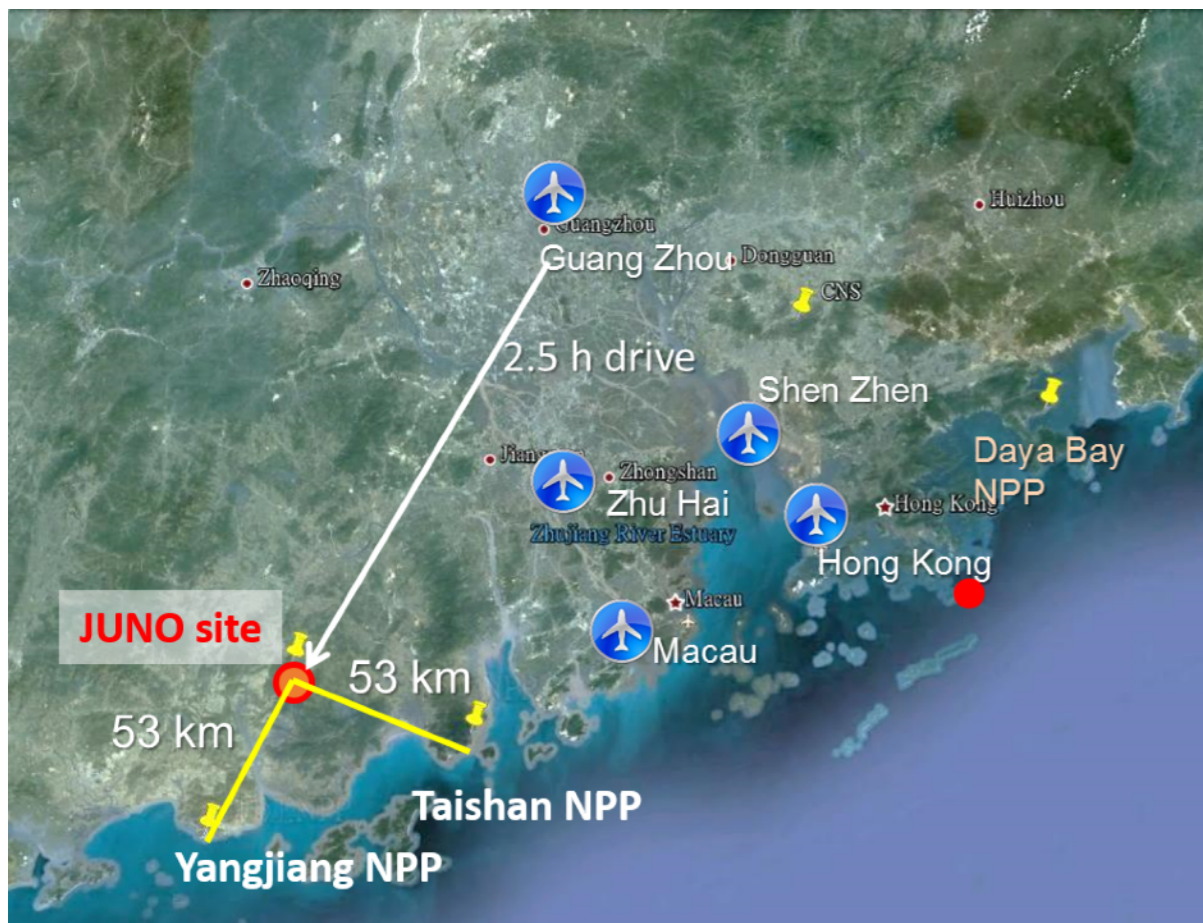 Huizhou
Guangzhou
Guang Zhou
Dongguan
Zhaoqing
CNS
2.5 h drive
Shen Zhen
Daya Bay
NPP
Zhongshan
Zhu Hai
Hong Kong
Zhujiang River Estuary
Hong Kong
JUNO site
Macau
Macau
53 km
53 km
Taishan NPP
Yangjiang NPP